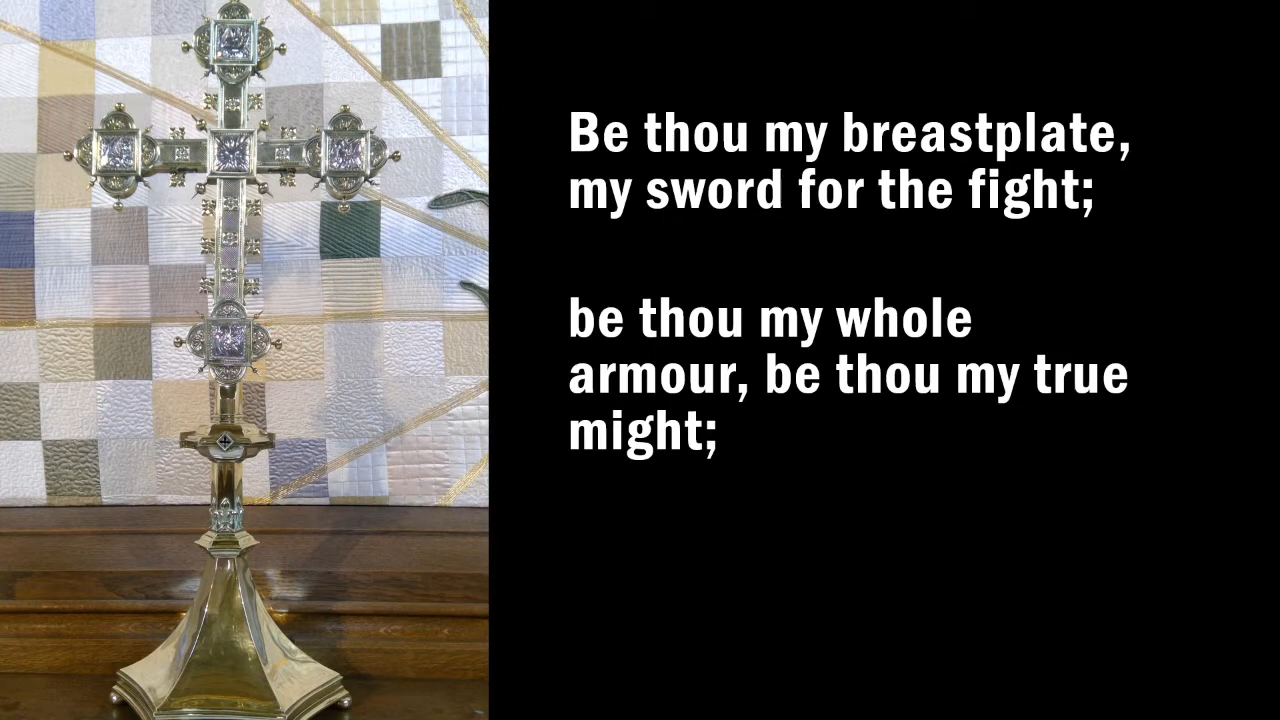 Be thou my breastplate,
my sword for the fight;
be thou my whole
armour, be thou my true
might;